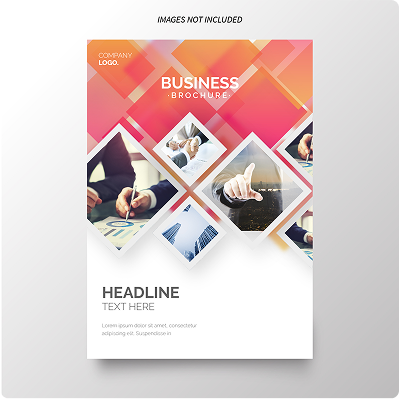 IMAGES NOT INCLUDED
COMPANY
LOGO.
BUSINESS
·BROCHURE·
HEADLINE
TEXT HERE
Lorem ipsum dolor sit amet, consectetur
adipiscing elit. Suspendisse in.